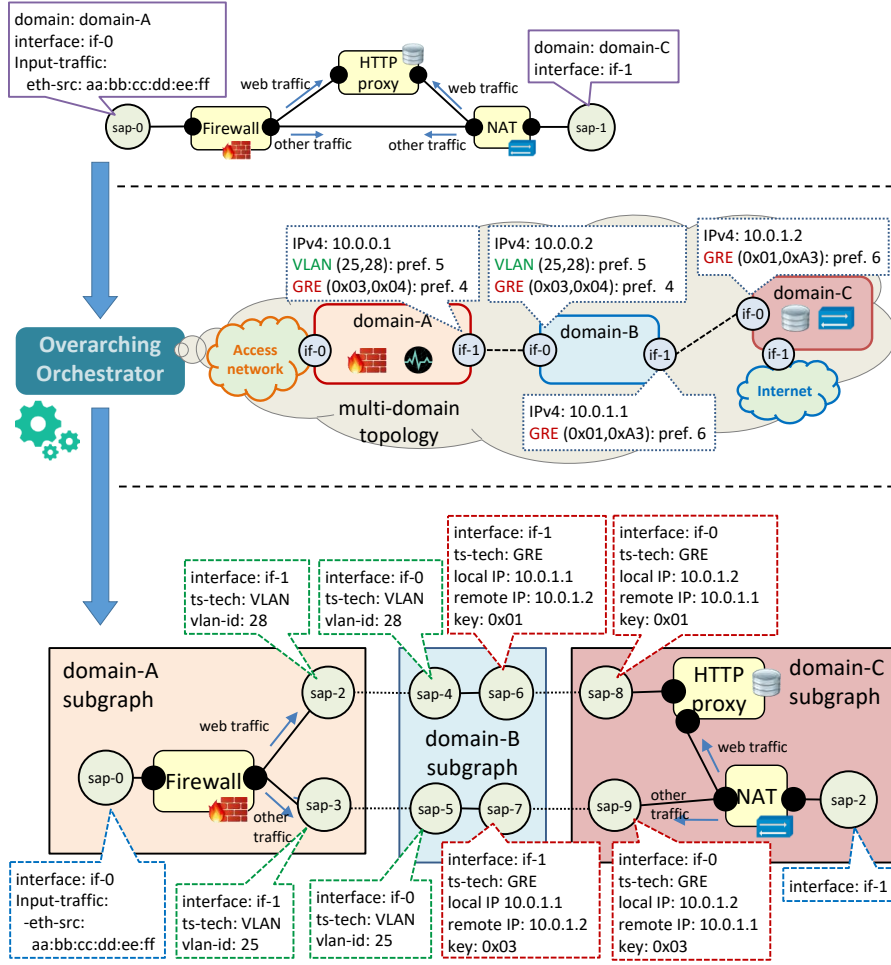 domain: domain-A
interface: if-0
Input-traffic:
eth-src: aa:bb:cc:dd:ee:ff
HTTP
proxy
domain: domain-C
interface: if-1
web traffic
web traffic
sap-0
Firewall
NAT
sap-1
other traffic
other traffic
IPv4: 10.0.0.1
VLAN (25,28): pref. 5
GRE (0x03,0x04): pref. 4
IPv4: 10.0.0.2
VLAN (25,28): pref. 5
GRE (0x03,0x04): pref. 4
IPv4: 10.0.1.2
GRE (0x01,0xA3): pref. 6
Overarching
Orchestrator
Access
network
if-0
domain-A
if-1
if-0
domain-B
if-1
if-0
domain-C
if-1
Internet
multi-domain
topology
IPv4: 10.0.1.1
GRE (0x01,0xA3): pref. 6
interface: if-1
ts-tech: VLAN
vlan-id: 28
interface: if-0
ts-tech: VLAN
vlan-id: 28
interface: if-1
ts-tech: GRE
local IP: 10.0.1.1
remote IP: 10.0.1.2
key: 0x01
interface: if-0
ts-tech: GRE
local IP: 10.0.1.2
remote IP: 10.0.1.1
key: 0x01
domain-A
subgraph
sap-2
sap-4
sap-6
sap-8
HTTP
proxy
domain-C
subgraph
web traffic
domain-B
subgraph
web traffic
sap-0
Firewall
sap-3
other
traffic
sap-5
sap-7
sap-9
other
traffic
NAT
sap-2
interface: if-0
Input-traffic:
-eth-src:
aa:bb:cc:dd:ee:ff
interface: if-1
ts-tech: VLAN
vlan-id: 25
interface: if-0
ts-tech: VLAN
vlan-id: 25
interface: if-1
ts-tech: GRE
local IP 10.0.1.1
remote IP: 10.0.1.2
key: 0x03
interface: if-0
ts-tech: GRE
local IP: 10.0.1.2
remote IP: 10.0.1.1
key: 0x03
interface: if-1